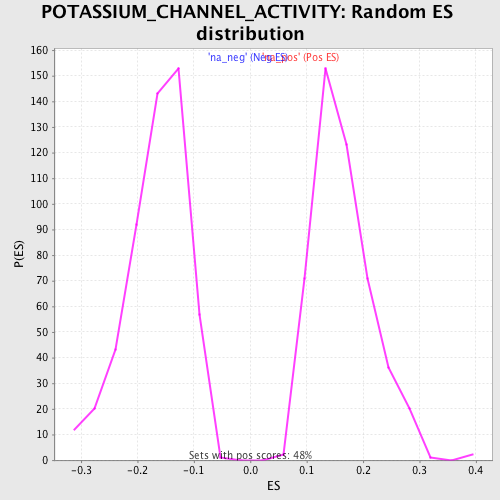 POTASSIUM_CHANNEL_ACTIVITY: Random ES
distribution
'na_neg' (Neg ES) 'na_pos' (Pos ES)
160
150
140
130
120
110
100
90
80
70
60
50
40
30
20
10
0
P(ES)
Sets with pos scores: 48%
-0.3 -0.2 -0.1 0.0 0.1 0.2 0.3 0.4
ES